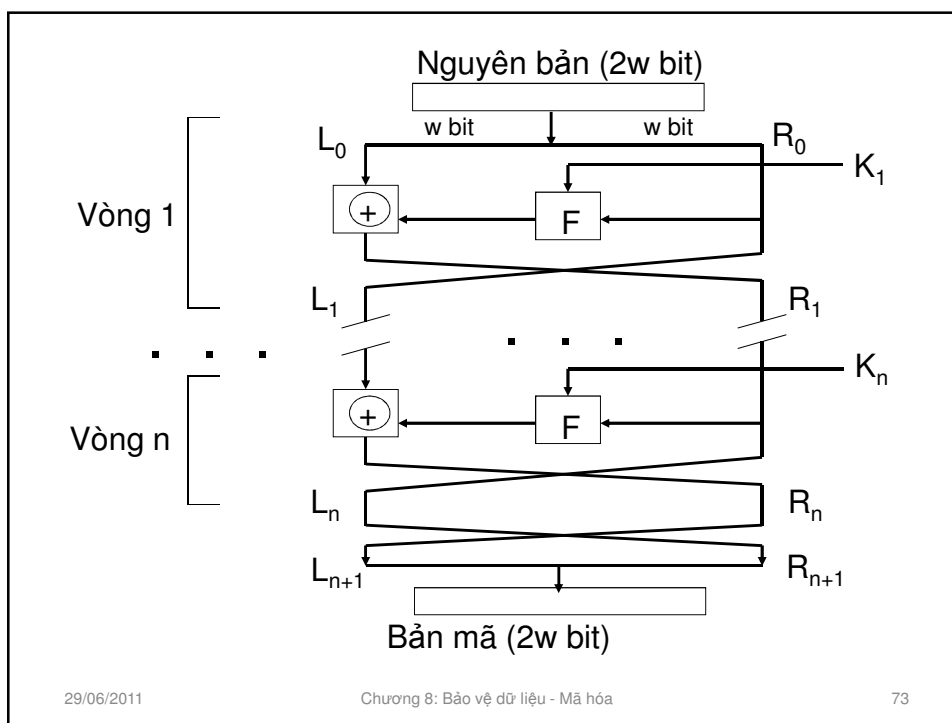 Nguyên bản (2w bit)
w bit w bit
L0 R0
K1
Vòng 1
+ F
L1 R1
. . . . . .
Kn
+ F
Vòng n
Ln Rn
Ln+1 Rn+1
Bản mã (2w bit)
29/06/2011 Chương 8: Bảo vệ dữ liệu - Mã hóa 73